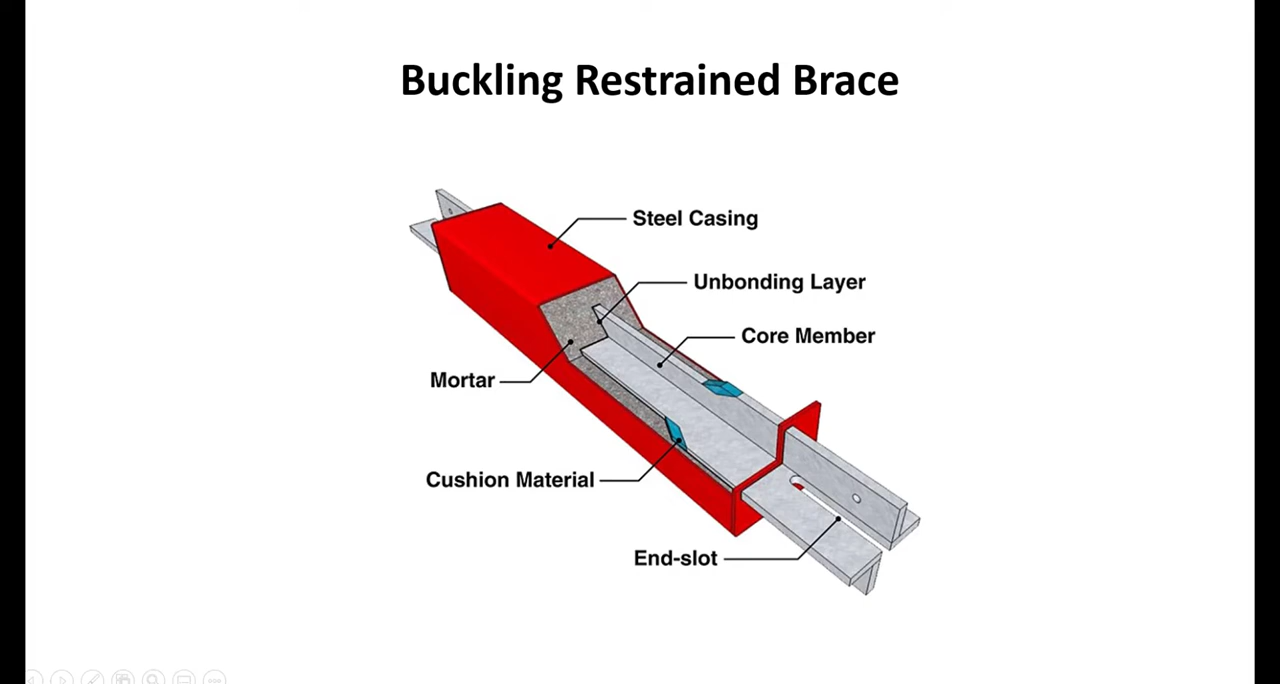 Buckling Restrained Brace
Steel Casing
Unbonding Layer
Core Member
Mortar
Cushion Material
End-slot